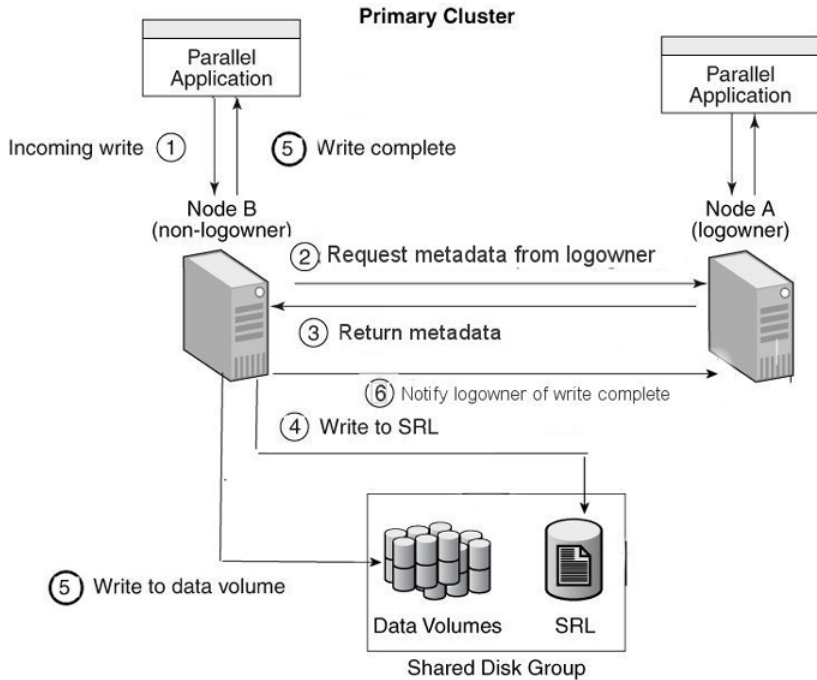 Primary Cluster
Parallel
Application
Parallel
Application
Incoming write 1
5 Write complete
Node B
(non-logowner)
Node A
(logowner)
2 Request metadata from logowner
3 Return metadata
6 Notify logowner of write complete
4 Write to SRL
5 Write to data volume
Data Volumes
SRL
Shared Disk Group